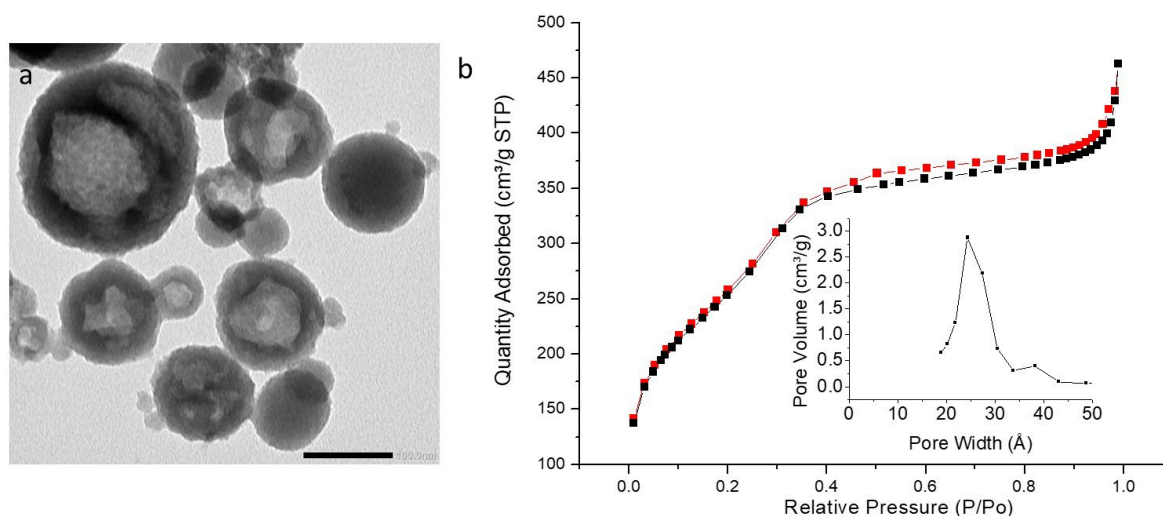 a
100.0nm
b
500
450
400
350
300
250
200
150
100
Quantity Adsorbed (cm³/g STP)
0.0 0.2 0.4 0.6 0.8 1.0
Relative Pressure (P/Po)
3.0
2.5
2.0
1.5
1.0
0.5
0.0
Pore Volume (cm³/g)
0 10 20 30 40 50
Pore Width (Å)